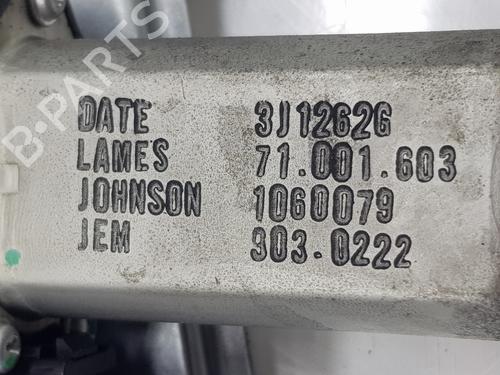 DATE 3J1262G
LAMES 71.001.603
JOHNSON 1060079
JEM 903.0222
B-PARTS